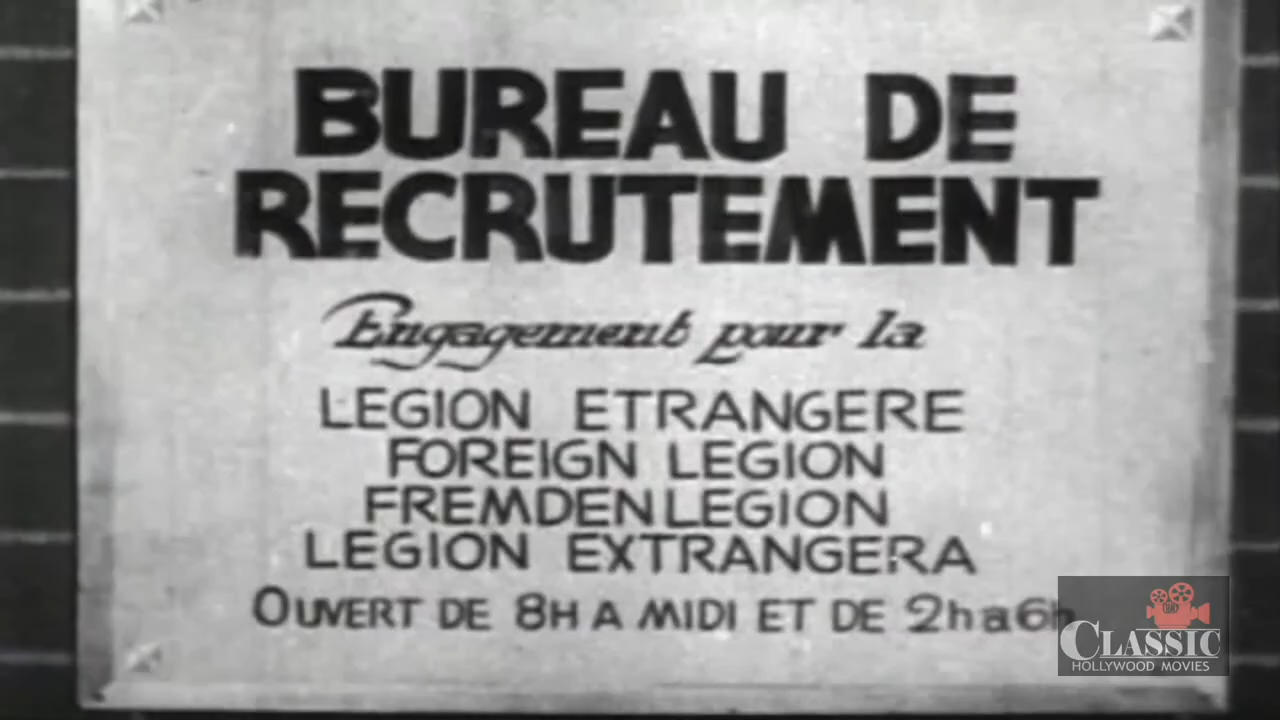 BUREAU DE
RECRUTEMENT
Engagement pour la
LEGION ETRANGERE
FOREIGN LEGION
FREMDENLEGION
LEGION EXTRANGERA
OUVERT DE 8H A MIDI ET DE 2h a 6h
CLASSIC
HOLLYWOOD MOVIES